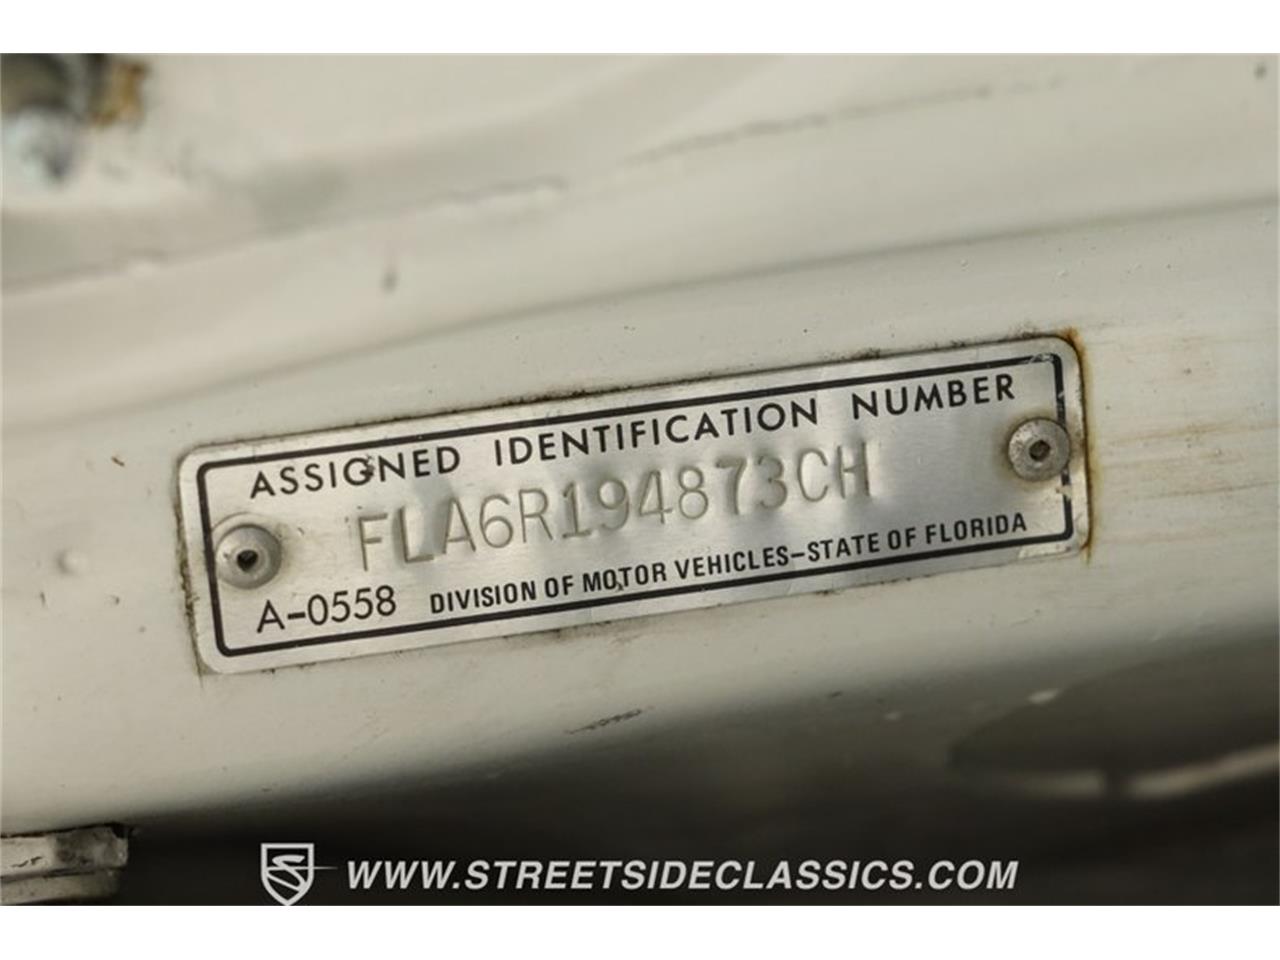 ASSIGNED IDENTIFICATION NUMBER
FLA6R194873CH
A-0558 DIVISION OF MOTOR VEHICLES-STATE OF FLORIDA
WWW.STREETSIDECLASSICS.COM